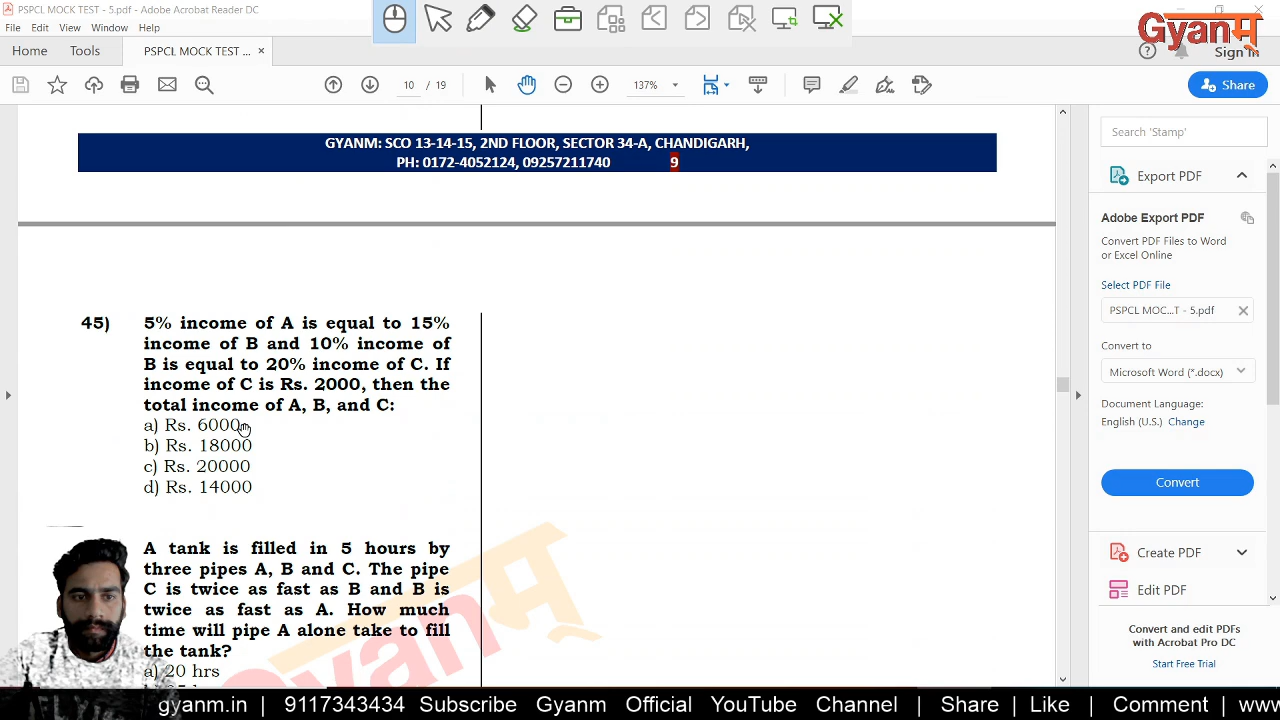 PSPCL MOCK TEST - 5.pdf - Adobe Acrobat Reader DC
File Edit View Window Help
Gyanम्
Home Tools PSPCL MOCK TEST ... × Sign In
10 / 19 137% Share
GYANM: SCO 13-14-15, 2ND FLOOR, SECTOR 34-A, CHANDIGARH,
PH: 0172-4052124, 09257211740 9
45) 5% income of A is equal to 15%
income of B and 10% income of
B is equal to 20% income of C. If
income of C is Rs. 2000, then the
total income of A, B, and C:
a) Rs. 6000
b) Rs. 18000
c) Rs. 20000
d) Rs. 14000
A tank is filled in 5 hours by
three pipes A, B and C. The pipe
C is twice as fast as B and B is
twice as fast as A. How much
time will pipe A alone take to fill
the tank?
a) 20 hrs
Gyanम्
Search 'Stamp'
Export PDF
Adobe Export PDF
Convert PDF Files to Word
or Excel Online
Select PDF File
PSPCL MOC...T - 5.pdf
Convert to
Microsoft Word (*.docx)
Document Language:
English (U.S.) Change
Convert
Create PDF
Edit PDF
Convert and edit PDFs
with Acrobat Pro DC
Start Free Trial
gyanm.in | 9117343434 Subscribe Gyanm Official YouTube Channel | Share | Like | Comment | www